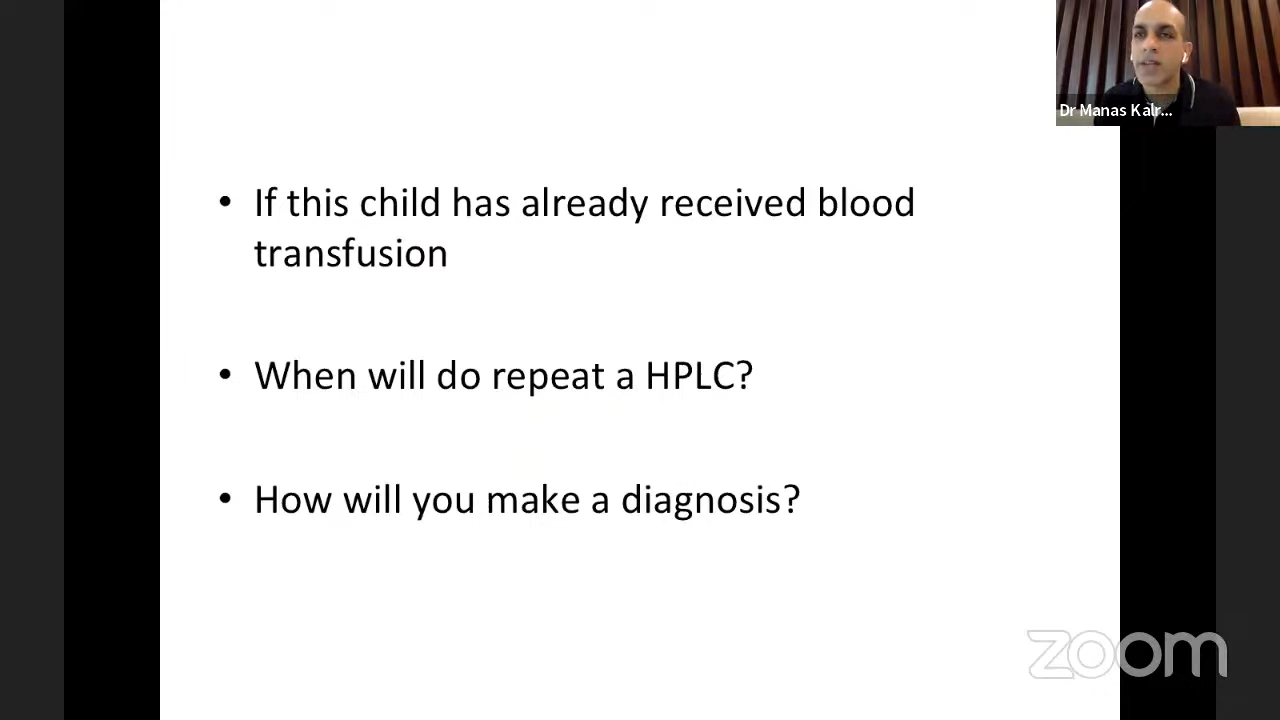 Dr Manas Kalr...
• If this child has already received blood
transfusion
• When will do repeat a HPLC?
• How will you make a diagnosis?
zoom